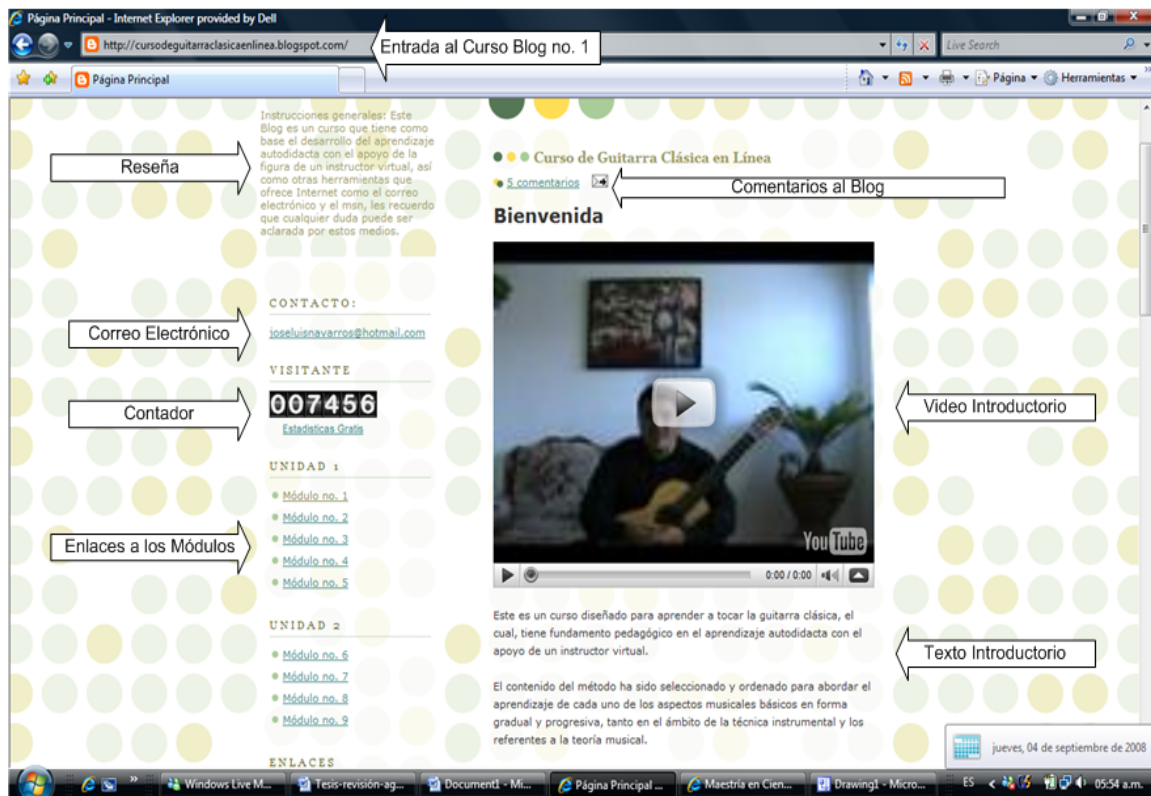 Página Principal - Internet Explorer provided by Dell
http://cursodeguitarraclasicaenlinea.blogspot.com/
Entrada al Curso Blog no. 1
Live Search
Página Principal
Página
Herramientas
Reseña
Instrucciones generales: Este
Blog es un curso que tiene como
base el desarrollo del aprendizaje
autodidacta con el apoyo de la
figura de un instructor virtual, así
como otras herramientas que
ofrece Internet como el correo
electrónico y el msn, les recuerdo
que cualquier duda puede ser
aclarada por estos medios.
Correo Electrónico
CONTACTO:
joseluisnavarros@hotmail.com
Contador
VISITANTE
007456
Estadisticas Gratis
Enlaces a los Módulos
UNIDAD 1
Módulo no. 1
Módulo no. 2
Módulo no. 3
Módulo no. 4
Módulo no. 5
UNIDAD 2
Módulo no. 6
Módulo no. 7
Módulo no. 8
Módulo no. 9
ENLACES
Curso de Guitarra Clásica en Línea
5 comentarios
Comentarios al Blog
Bienvenida
Video Introductorio
YouTube
0:00 / 0:00
Este es un curso diseñado para aprender a tocar la guitarra clásica, el
cual, tiene fundamento pedagógico en el aprendizaje autodidacta con el
apoyo de un instructor virtual.
Texto Introductorio
El contenido del método ha sido seleccionado y ordenado para abordar el
aprendizaje de cada uno de los aspectos musicales básicos en forma
gradual y progresiva, tanto en el ámbito de la técnica instrumental y los
referentes a la teoría musical.
jueves, 04 de septiembre de 2008
Windows Live M...
Tesis-revisión-ag...
Document1 - Mi...
Página Principal ...
Maestría en Cien...
Drawing1 - Micro...
ES
05:54 a.m.